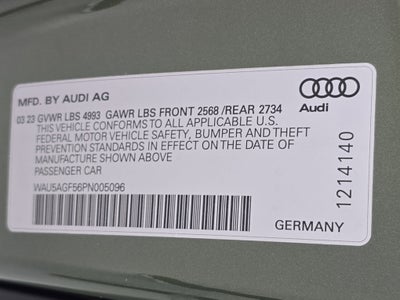 MFD. BY AUDI AG
03 23 GVWR LBS 4993 GAWR LBS FRONT 2568 /REAR 2734
THIS VEHICLE CONFORMS TO ALL APPLICABLE U.S.
FEDERAL MOTOR VEHICLE SAFETY, BUMPER AND THEFT
PREVENTION STANDARDS IN EFFECT ON THE DATE OF
MANUFACTURE SHOWN ABOVE.
PASSENGER CAR
WAU5AGF56PN005096
Audi
1214140
GERMANY